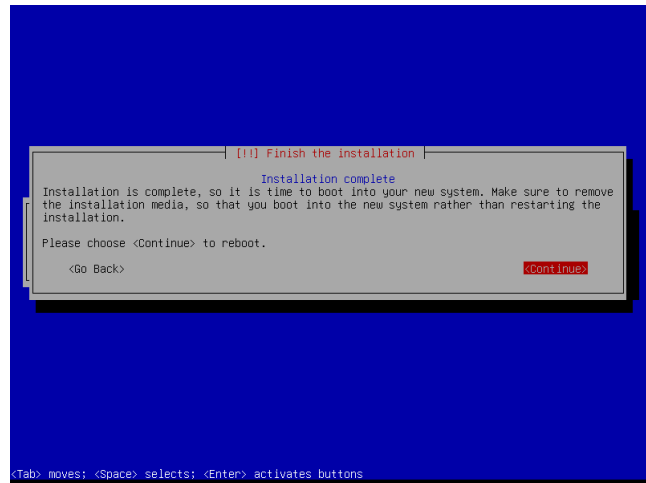 [!!] Finish the installation
Installation complete
Installation is complete, so it is time to boot into your new system. Make sure to remove
the installation media, so that you boot into the new system rather than restarting the
installation.
Please choose <Continue> to reboot.
<Go Back> <Continue>
<Tab> moves; <Space> selects; <Enter> activates buttons